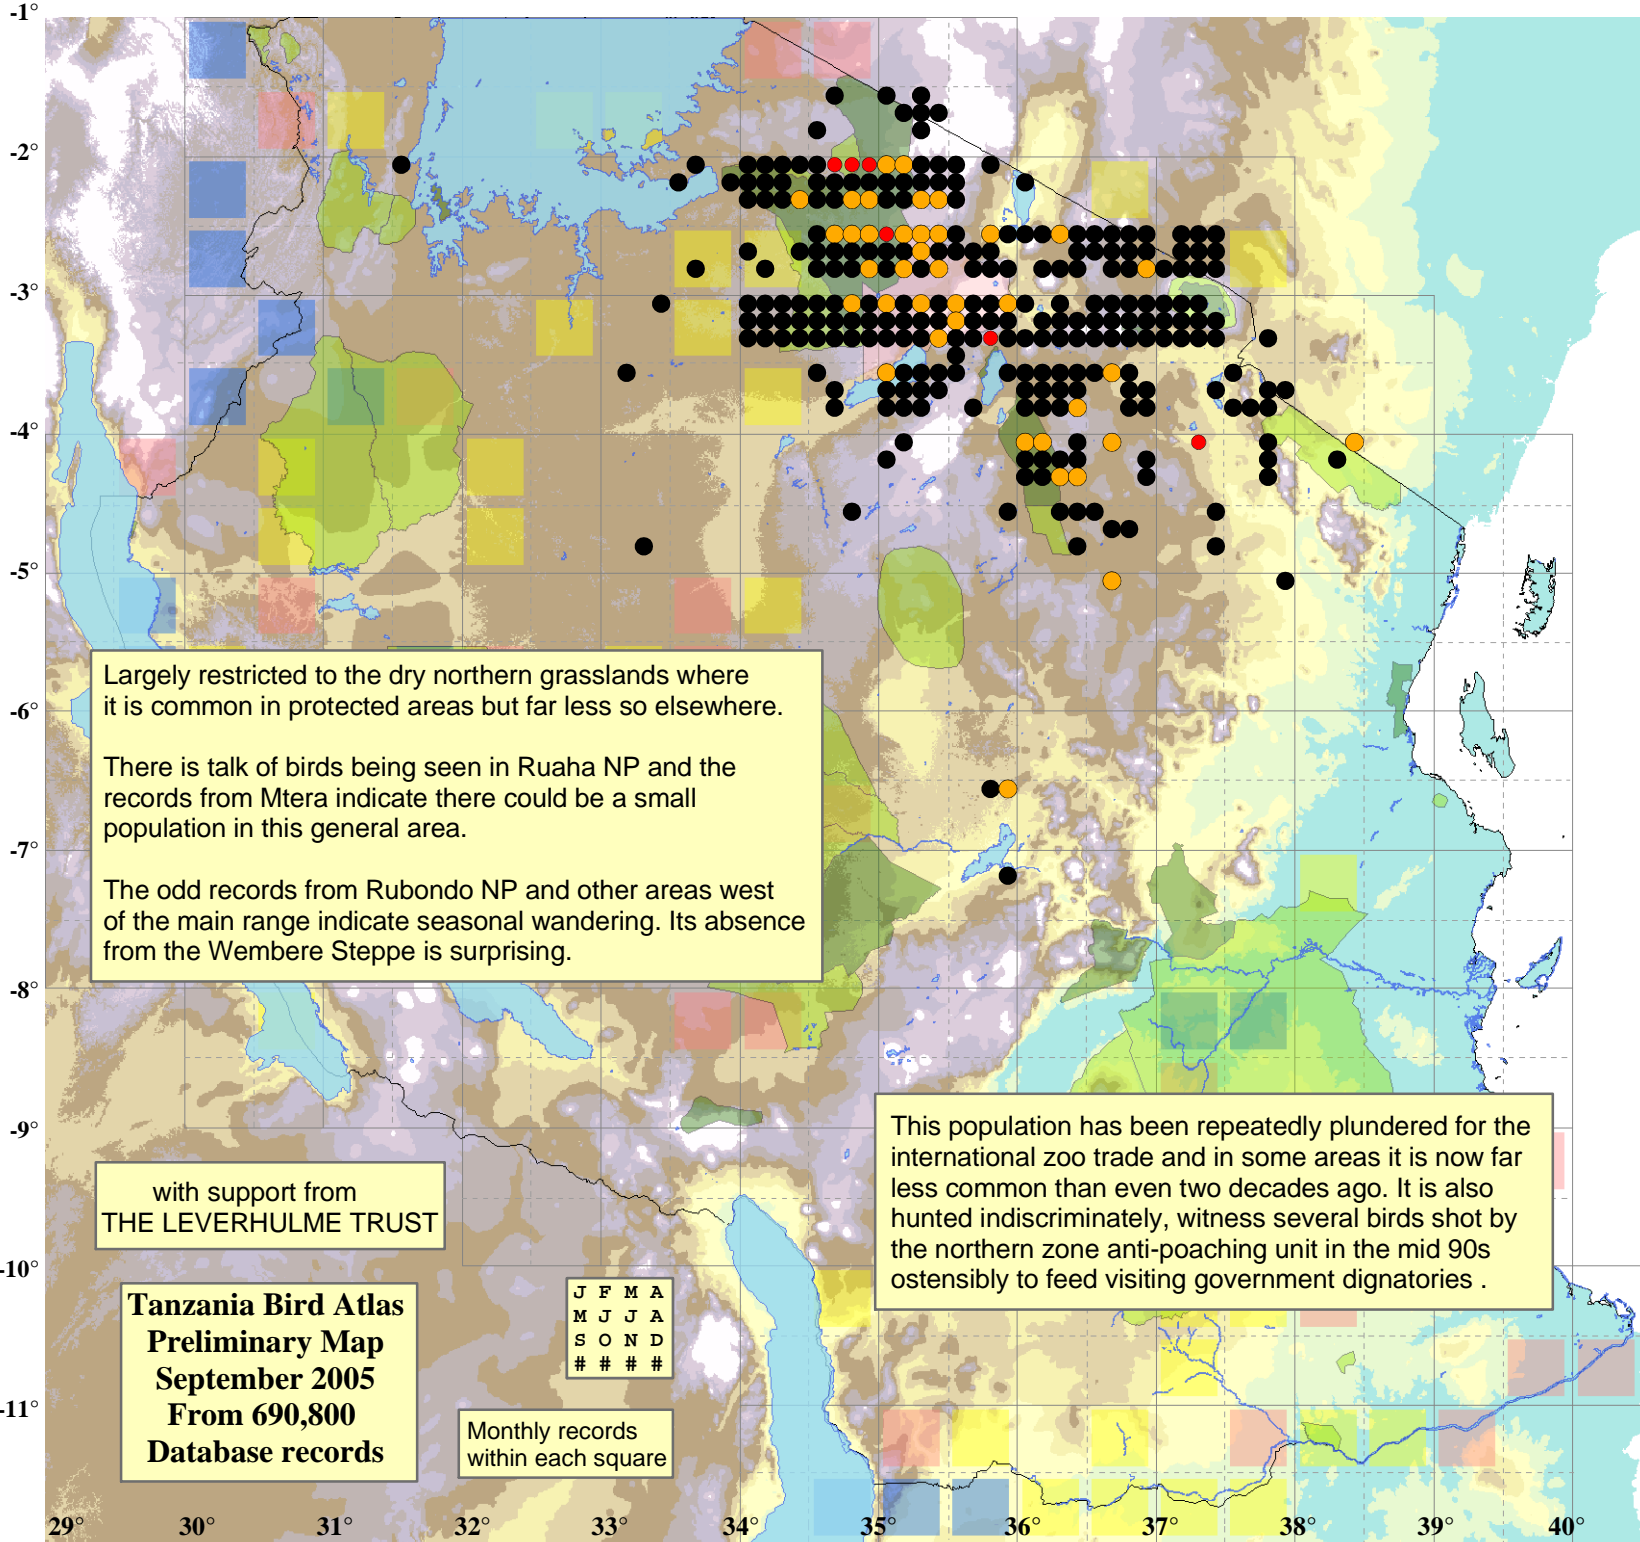 -1°
-2°
-3°
-4°
-5°
-6°
-7°
-8°
-9°
-10°
-11°
Largely restricted to the dry northern grasslands where
it is common in protected areas but far less so elsewhere.
There is talk of birds being seen in Ruaha NP and the
records from Mtera indicate there could be a small
population in this general area.
The odd records from Rubondo NP and other areas west
of the main range indicate seasonal wandering. Its absence
from the Wembere Steppe is surprising.
This population has been repeatedly plundered for the
international zoo trade and in some areas it is now far
less common than even two decades ago. It is also
hunted indiscriminately, witness several birds shot by
the northern zone anti-poaching unit in the mid 90s
ostensibly to feed visiting government dignatories .
with support from
THE LEVERHULME TRUST
Tanzania Bird Atlas
Preliminary Map
September 2005
From 690,800
Database records
J F M A
M J J A
S O N D
# # # #
Monthly records
within each square
29° 30° 31° 32° 33° 34° 35° 36° 37° 38° 39° 40°